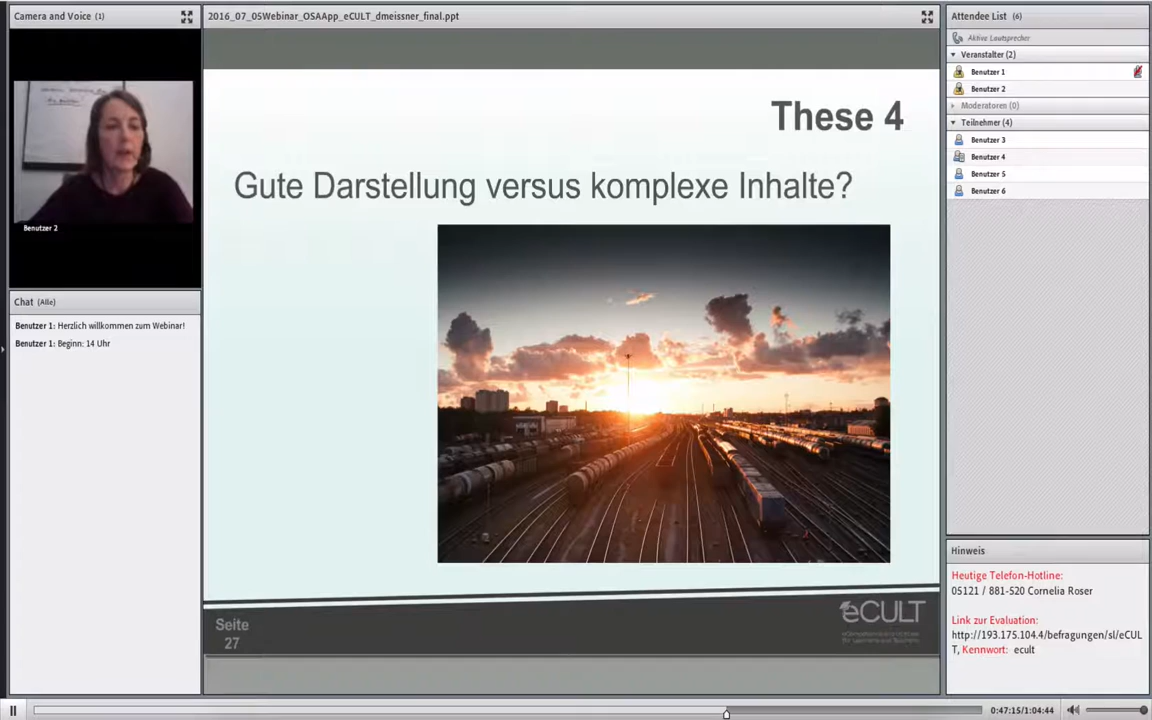 Camera and Voice (1)
2016_07_05Webinar_OSAApp_eCULT_dmeissner_final.ppt
Attendee List (6)
Aktive Lautsprecher
Veranstalter (2)
Benutzer 1
Benutzer 2
Moderatoren (0)
Teilnehmer (4)
Benutzer 3
Benutzer 4
Benutzer 5
Benutzer 6
Benutzer 2
Chat (Alle)
Benutzer 1: Herzlich willkommen zum Webinar!
Benutzer 1: Beginn: 14 Uhr
These 4
Gute Darstellung versus komplexe Inhalte?
Seite
27
eCULT
Hinweis
Heutige Telefon-Hotline:
05121 / 881-520 Cornelia Roser
Link zur Evaluation:
http://193.175.104.4/befragungen/sl/eCUL
T, Kennwort: ecult
0:47:15/1:04:44